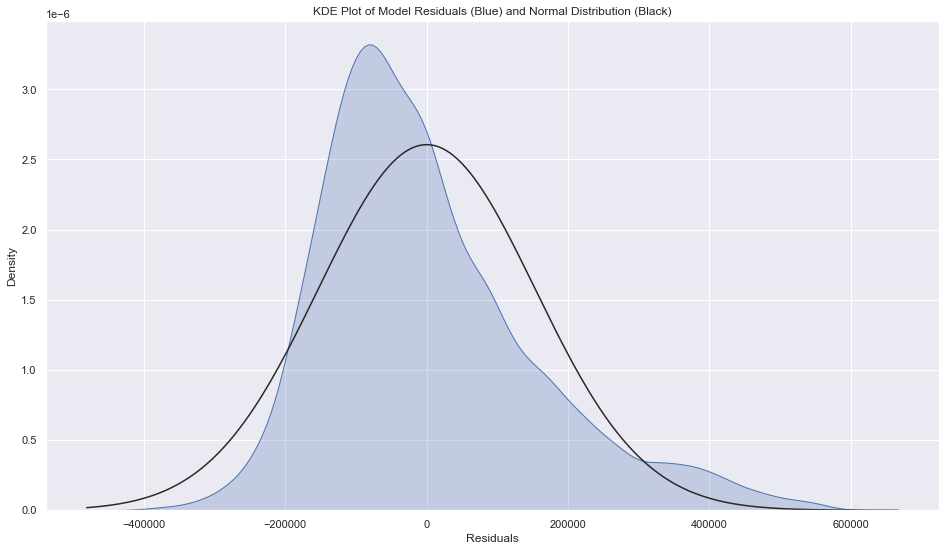 KDE Plot of Model Residuals (Blue) and Normal Distribution (Black)
1e−6
3.0
2.5
2.0
1.5
1.0
0.5
0.0
Density
−400000 −200000 0 200000 400000 600000
Residuals